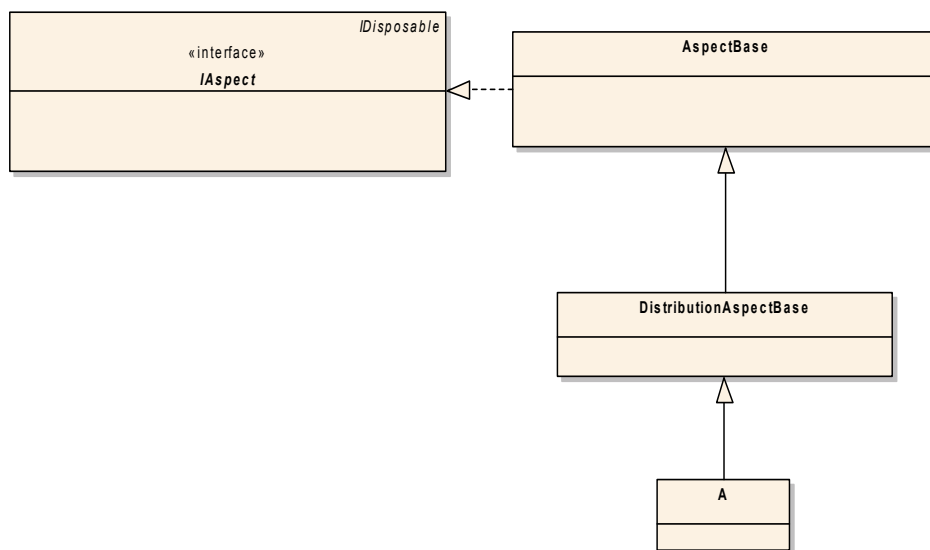 IDisposable
«interface»
IAspect
AspectBase
DistributionAspectBase
A